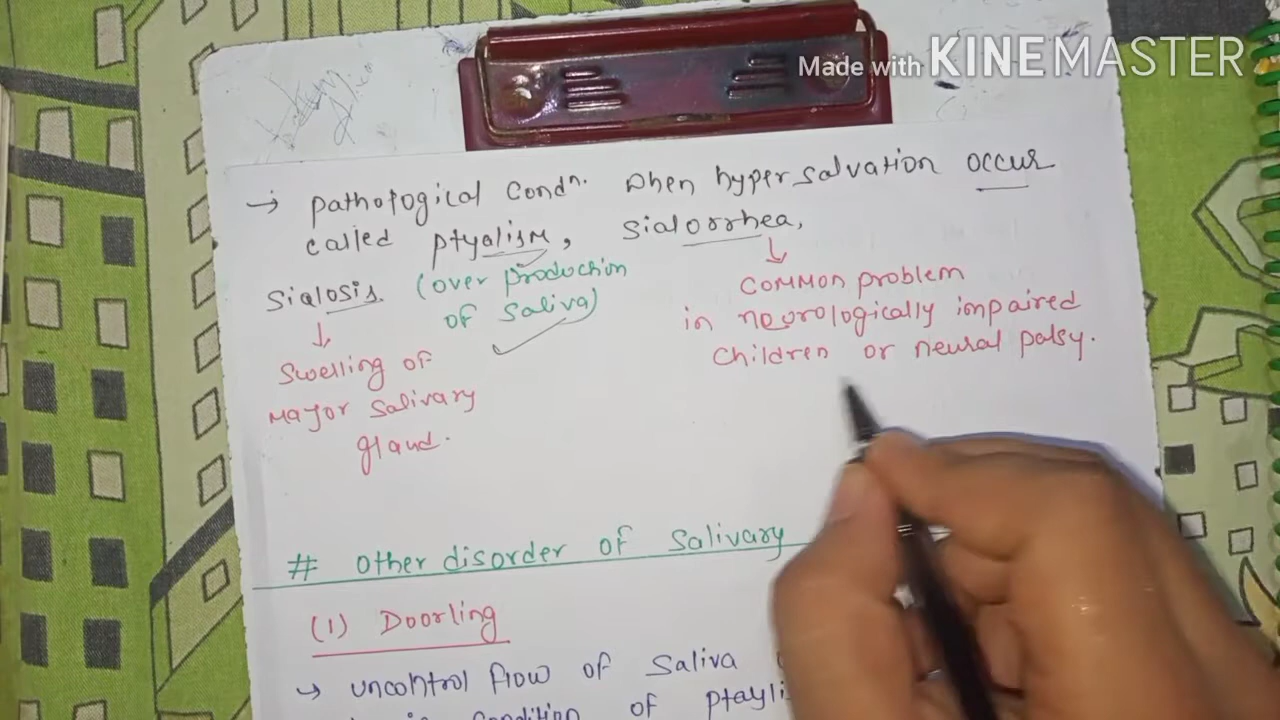 Made with KINEMASTER
→ pathological condn. when hyper salvation occur
called ptyalism, sialorrhea,
sialosis (over production
of saliva)
↓
swelling of
major salivary
gland.
↓
common problem
in neurologically impaired
children or neural palsy.
# other disorder of salivary
(1) Doorling
→ uncontrol flow of saliva
condition of